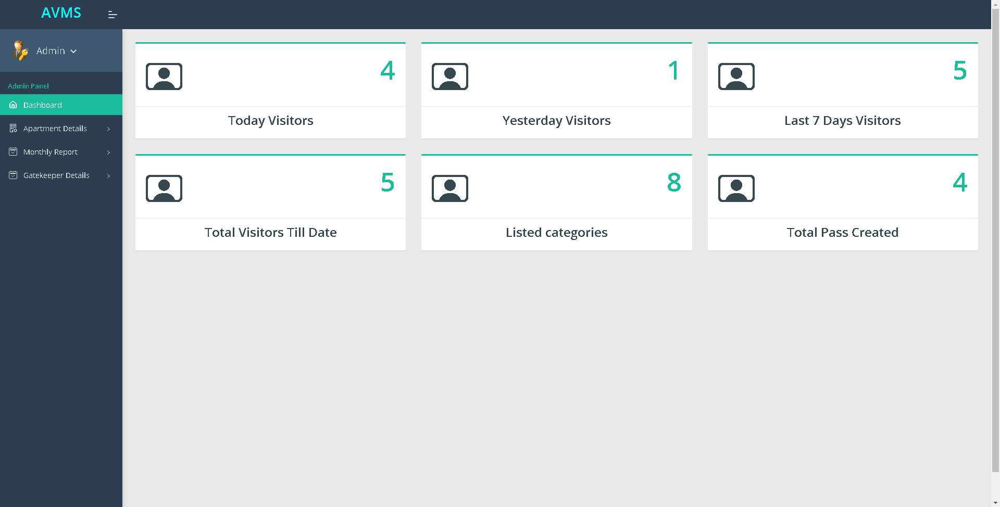 AVMS
Admin
Admin Panel
Dashboard
Apartment Details
Monthly Report
Gatekeeper Details
4
Today Visitors
1
Yesterday Visitors
5
Last 7 Days Visitors
5
Total Visitors Till Date
8
Listed categories
4
Total Pass Created